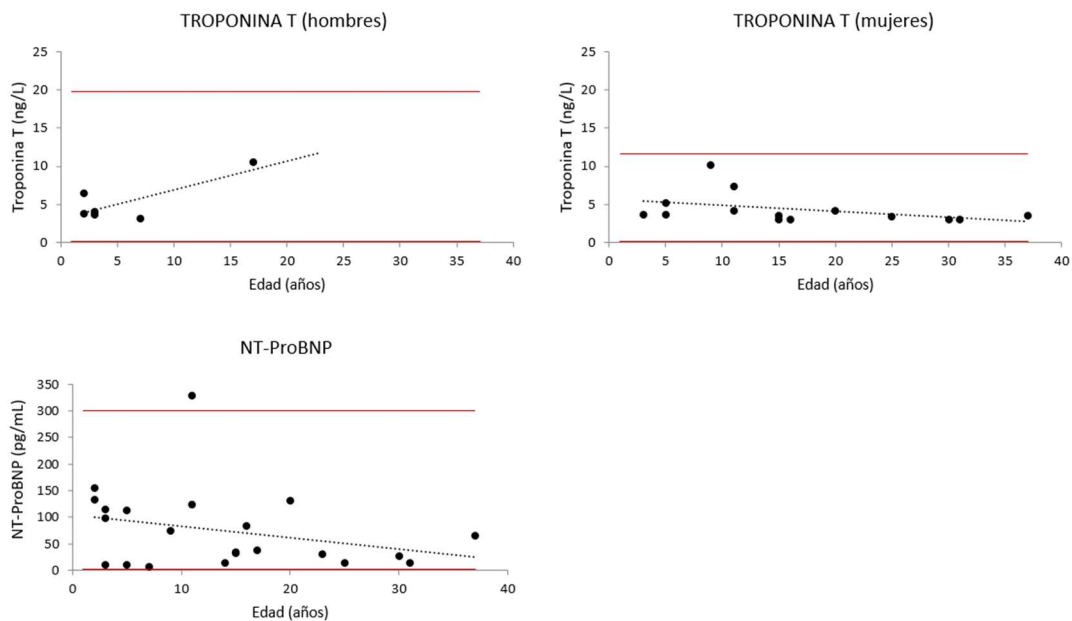 TROPONINA T (hombres)
Troponina T (ng/L)
25
20
15
10
5
0
0 5 10 15 20 25 30 35 40
Edad (años)
TROPONINA T (mujeres)
Troponina T (ng/L)
25
20
15
10
5
0
0 5 10 15 20 25 30 35 40
Edad (años)
NT-ProBNP
NT-ProBNP (pg/mL)
350
300
250
200
150
100
50
0
0 10 20 30 40
Edad (años)